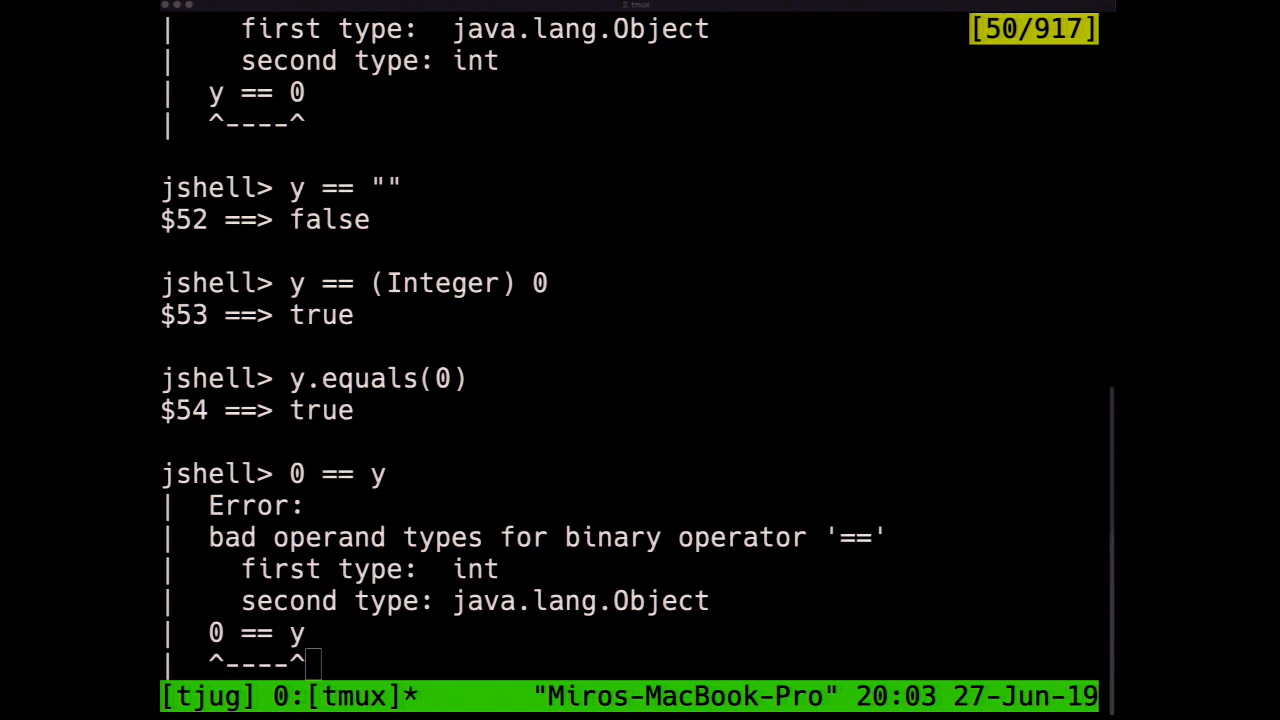 2. tmux
|    first type:  java.lang.Object [50/917]
|    second type: int
|  y == 0
|  ^----^
jshell> y == ""
$52 ==> false
jshell> y == (Integer) 0
$53 ==> true
jshell> y.equals(0)
$54 ==> true
jshell> 0 == y
|  Error:
|  bad operand types for binary operator '=='
|    first type:  int
|    second type: java.lang.Object
|  0 == y
|  ^----^
[tjug] 0:[tmux]* "Miros-MacBook-Pro" 20:03 27-Jun-19